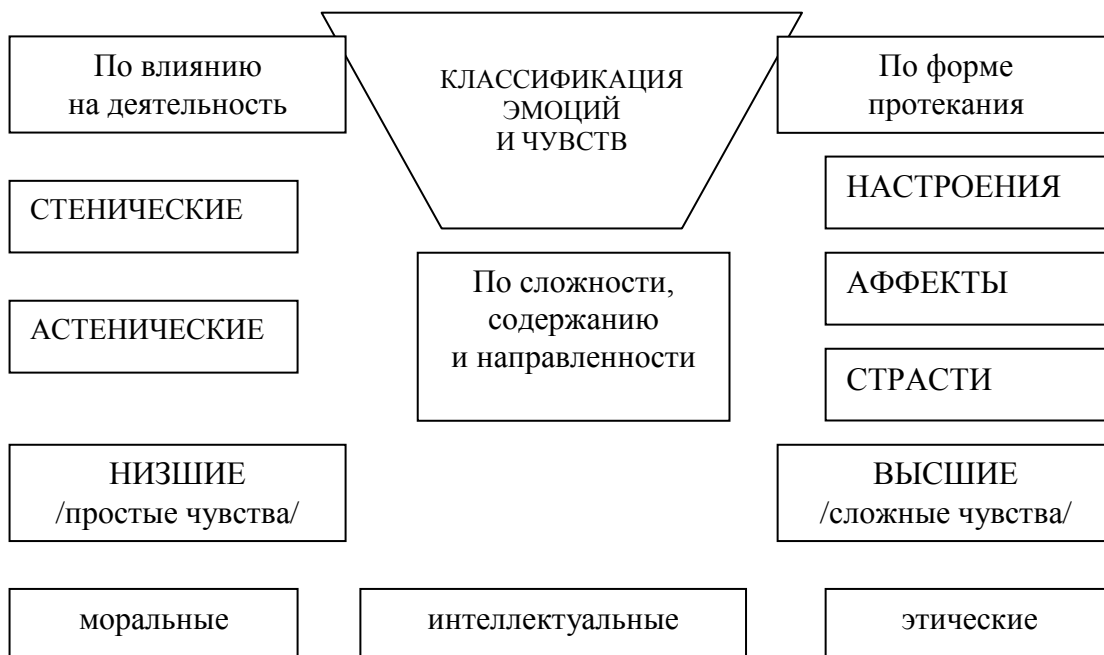 По влиянию
на деятельность
КЛАССИФИКАЦИЯ
ЭМОЦИЙ
И ЧУВСТВ
По форме
протекания
СТЕНИЧЕСКИЕ
АСТЕНИЧЕСКИЕ
По сложности,
содержанию
и направленности
НАСТРОЕНИЯ
АФФЕКТЫ
СТРАСТИ
НИЗШИЕ
/простые чувства/
ВЫСШИЕ
/сложные чувства/
моральные
интеллектуальные
этические